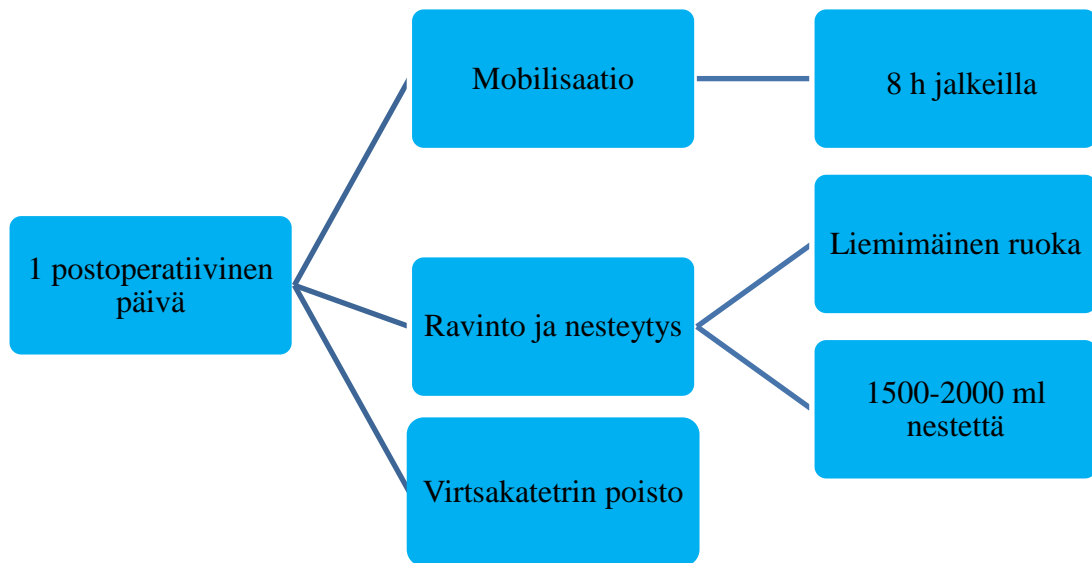 1 postoperatiivinen
päivä
Mobilisaatio
8 h jalkeilla
Ravinto ja nesteytys
Liemimäinen ruoka
1500-2000 ml
nestettä
Virtsakatetrin poisto